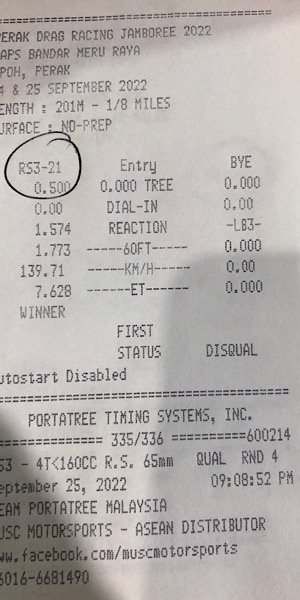 PERAK DRAG RACING JAMBOREE 2022
APS BANDAR MERU RAYA
POH, PERAK
& 25 SEPTEMBER 2022
ENGTH : 201M - 1/8 MILES
URFACE : NO-PREP
RS3-21 Entry BYE
0.500 0.000 TREE 0.000
0.00 DIAL-IN 0.00
1.574 REACTION -LB3-
1.773 ------60FT------ 0.000
139.71 ------KM/H------ 0.00
7.628 -------ET------- 0.000
WINNER
FIRST
STATUS DISQUAL
utostart Disabled
PORTATREE TIMING SYSTEMS, INC.
============= 335/336 ==========600214
S3 - 4T<160CC R.S. 65mm QUAL RND 4
eptember 25, 2022 09:08:52 PM
EAM PORTATREE MALAYSIA
USC MOTORSPORTS - ASEAN DISTRIBUTOR
ww.facebook.com/muscmotorsports
6016-6681490